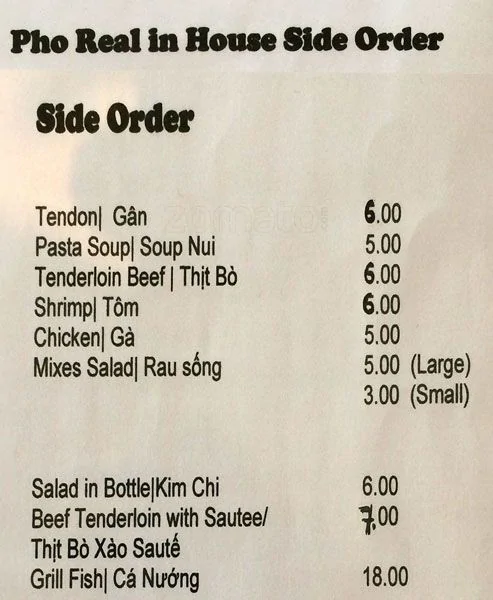 Pho Real in House Side Order
Side Order
Tendon| Gân 6.00
zomato
Pasta Soup| Soup Nui 5.00
Tenderloin Beef | Thịt Bò 6.00
Shrimp| Tôm 6.00
Chicken| Gà 5.00
Mixes Salad| Rau sống 5.00 (Large)
3.00 (Small)
Salad in Bottle|Kim Chi 6.00
Beef Tenderloin with Sautee/ 7.00
Thịt Bò Xào Sautế
Grill Fish| Cá Nướng 18.00